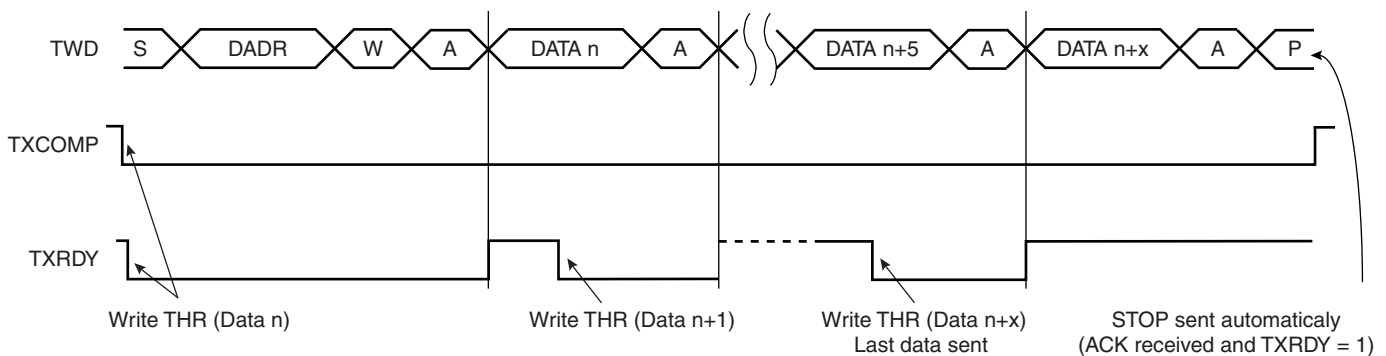 TWD S DADR W A DATA n A DATA n+5 A DATA n+x A P
TXCOMP
TXRDY
Write THR (Data n)
Write THR (Data n+1)
Write THR (Data n+x)
Last data sent
STOP sent automaticaly
(ACK received and TXRDY = 1)